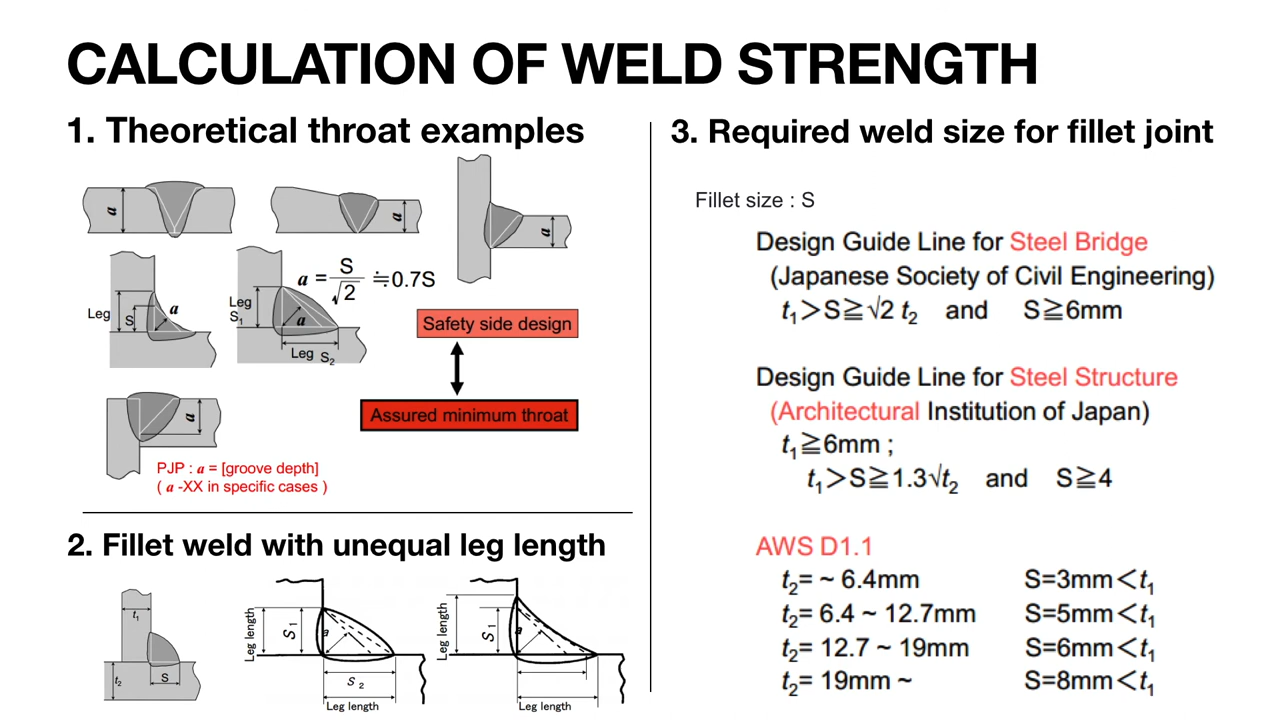 CALCULATION OF WELD STRENGTH
1. Theoretical throat examples
a
a
a
Leg
S
a
Leg
S₁
a
Leg S₂
a = S/√2 ≒0.7S
Safety side design
Assured minimum throat
a
PJP : a = [groove depth]
( a -XX in specific cases )
2. Fillet weld with unequal leg length
t₁
t₂
S
Leg length
S 1
a
S 2
Leg length
Leg length
S 1
a
Leg length
3. Required weld size for fillet joint
Fillet size : S
Design Guide Line for Steel Bridge
(Japanese Society of Civil Engineering)
t₁>S≧√2 t₂ and S≧6mm
Design Guide Line for Steel Structure
(Architectural Institution of Japan)
t₁≧6mm ;
t₁>S≧1.3√t₂ and S≧4
AWS D1.1
t₂= ~ 6.4mm S=3mm<t₁
t₂= 6.4 ~ 12.7mm S=5mm<t₁
t₂= 12.7 ~ 19mm S=6mm<t₁
t₂= 19mm ~ S=8mm<t₁